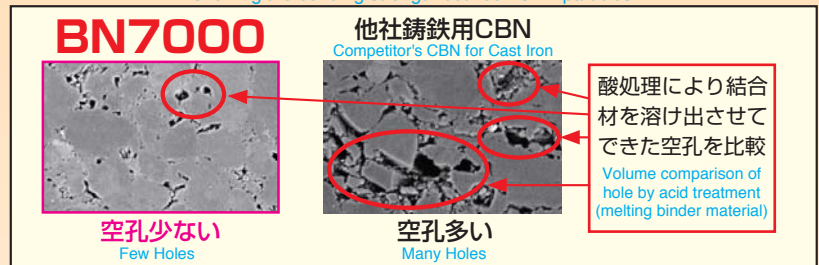 BN7000
他社鋳鉄用CBN
Competitor's CBN for Cast Iron
酸処理により結合
材を溶け出させて
できた空孔を比較
Volume comparison of
hole by acid treatment
(melting binder material)
空孔少ない
Few Holes
空孔多い
Many Holes